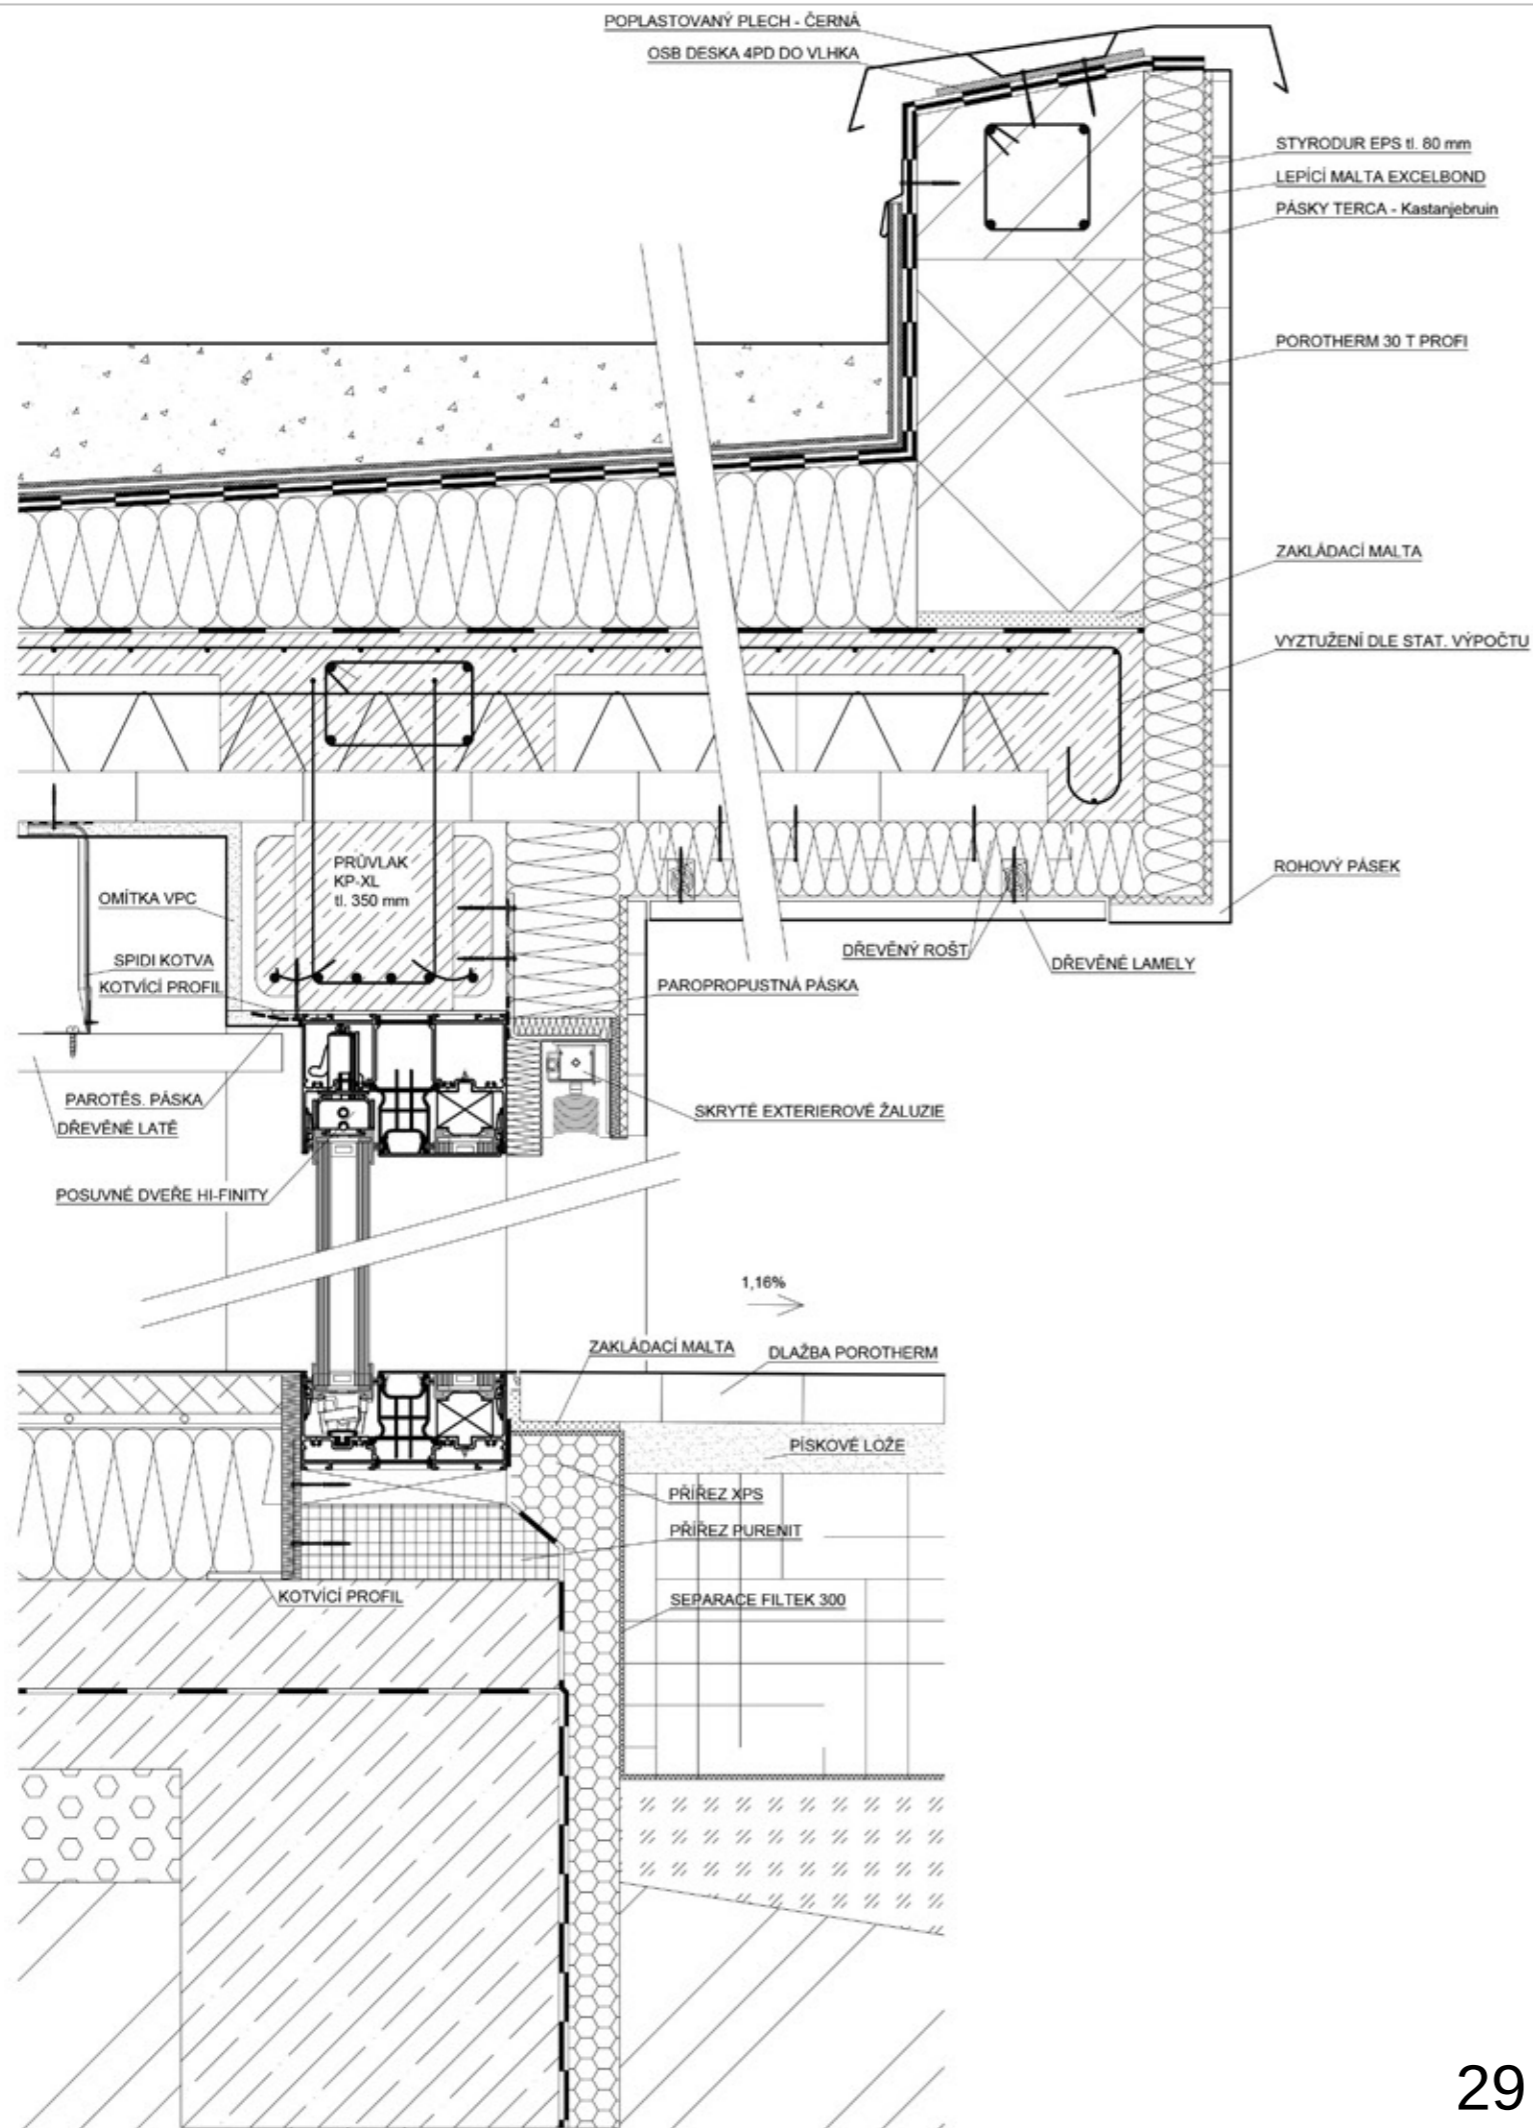 POPLASTOVANÝ PLECH - ČERNÁ
OSB DESKA 4PD DO VLHKA
STYRODUR EPS tl. 80 mm
LEPÍCÍ MALTA EXCELBOND
PÁSKY TERCA - Kastanjebruin
POROTHERM 30 T PROFI
ZAKLÁDACÍ MALTA
VYZTUŽENÍ DLE STAT. VÝPOČTU
PRŮVLAK
KP-XL
tl. 350 mm
ROHOVÝ PÁSEK
OMÍTKA VPC
DŘEVĚNÝ ROŠT
DŘEVĚNÉ LAMELY
SPIDI KOTVA
KOTVÍCÍ PROFIL
PAROPROPUSTNÁ PÁSKA
PAROTĚS. PÁSKA
SKRYTÉ EXTERIEROVÉ ŽALUZIE
DŘEVĚNÉ LATĚ
POSUVNÉ DVEŘE HI-FINITY
1,16%
ZAKLÁDACÍ MALTA
DLAŽBA POROTHERM
PÍSKOVÉ LOŽE
PŘÍŘEZ XPS
PŘÍŘEZ PURENIT
KOTVÍCÍ PROFIL
SEPARACE FILTEK 300
29